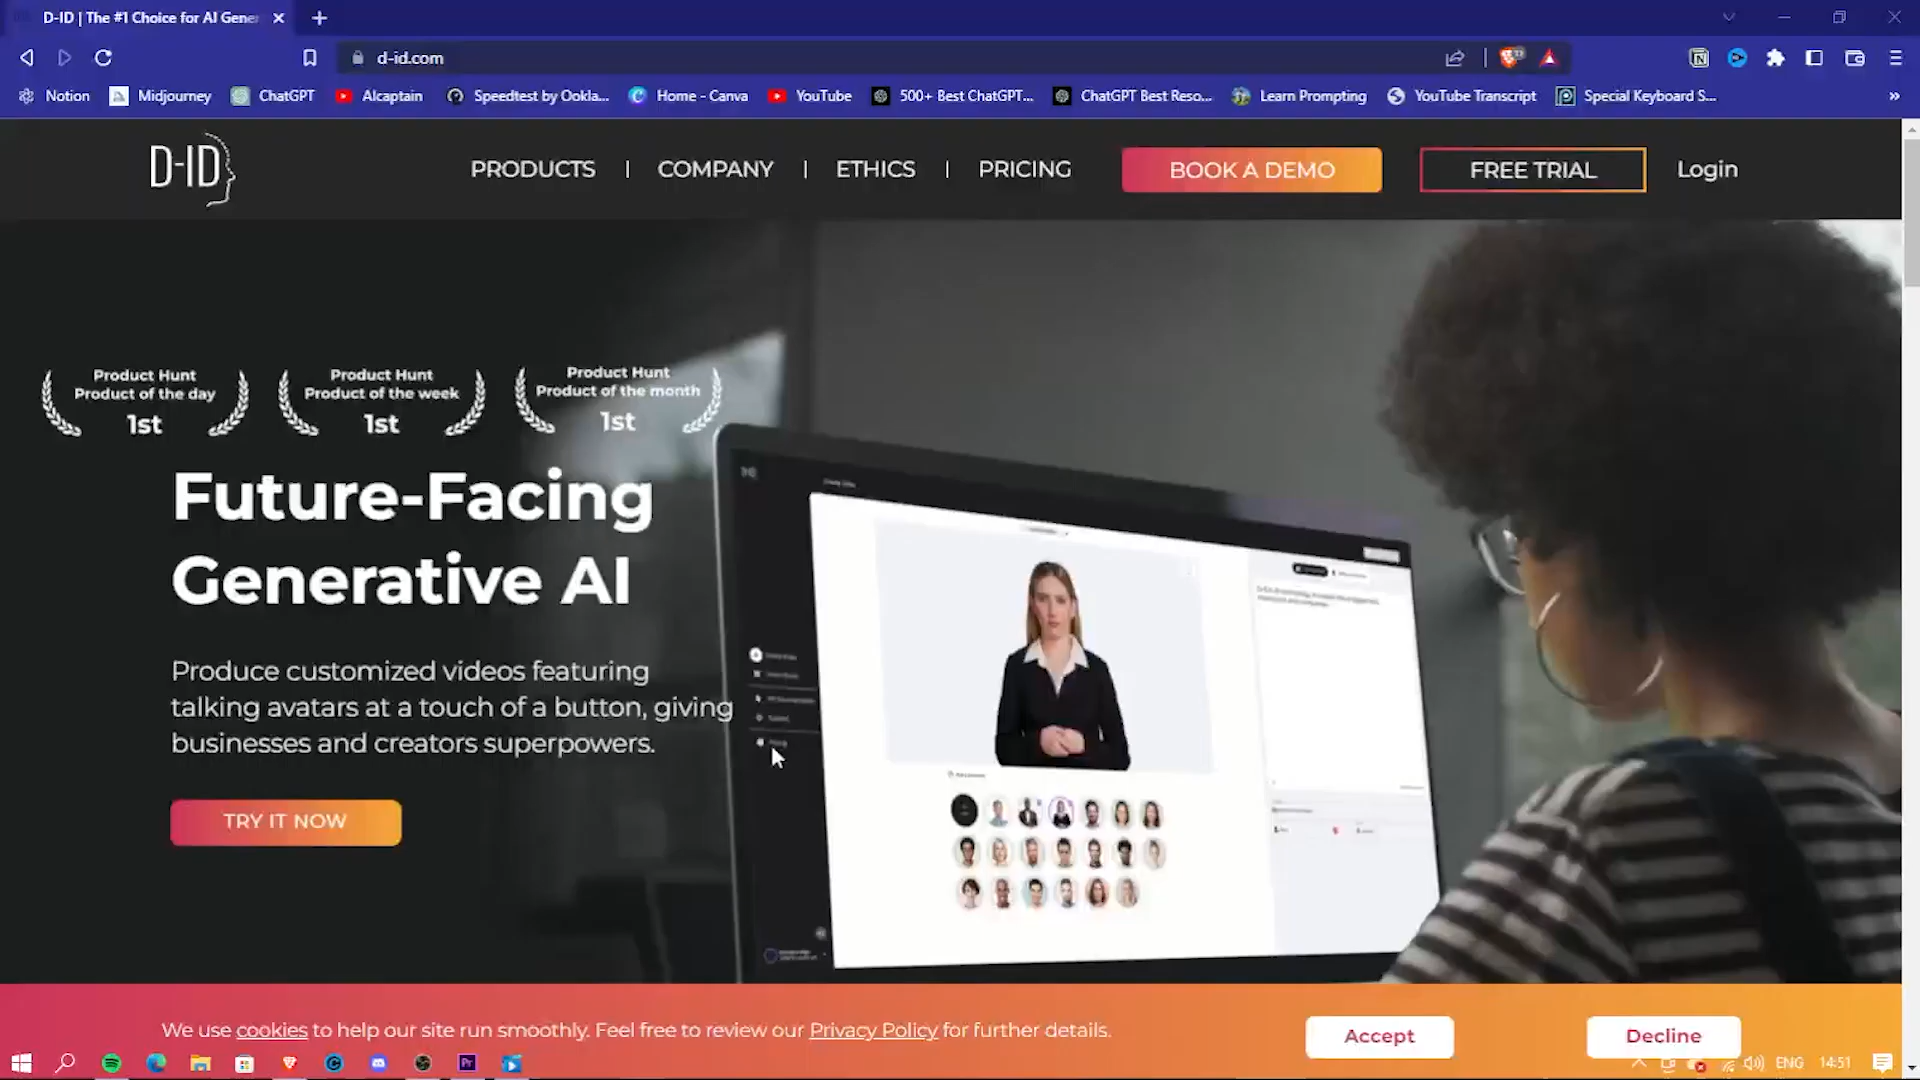 D-ID | The #1 Choice for AI Gene
d-id.com
Notion
Midjourney
ChatGPT
AIcaptain
Speedtest by Ookla...
Home - Canva
YouTube
500+ Best ChatGPT...
ChatGPT Best Reso...
Learn Prompting
YouTube Transcript
Special Keyboard S...
»
D-ID
PRODUCTS | COMPANY | ETHICS | PRICING
BOOK A DEMO
FREE TRIAL
Login
Product Hunt
Product of the day
1st
Product Hunt
Product of the week
1st
Product Hunt
Product of the month
1st
Future-Facing
Generative AI
Produce customized videos featuring
talking avatars at a touch of a button, giving
businesses and creators superpowers.
TRY IT NOW
We use cookies to help our site run smoothly. Feel free to review our Privacy Policy for further details.
Accept
Decline
ENG
14:51